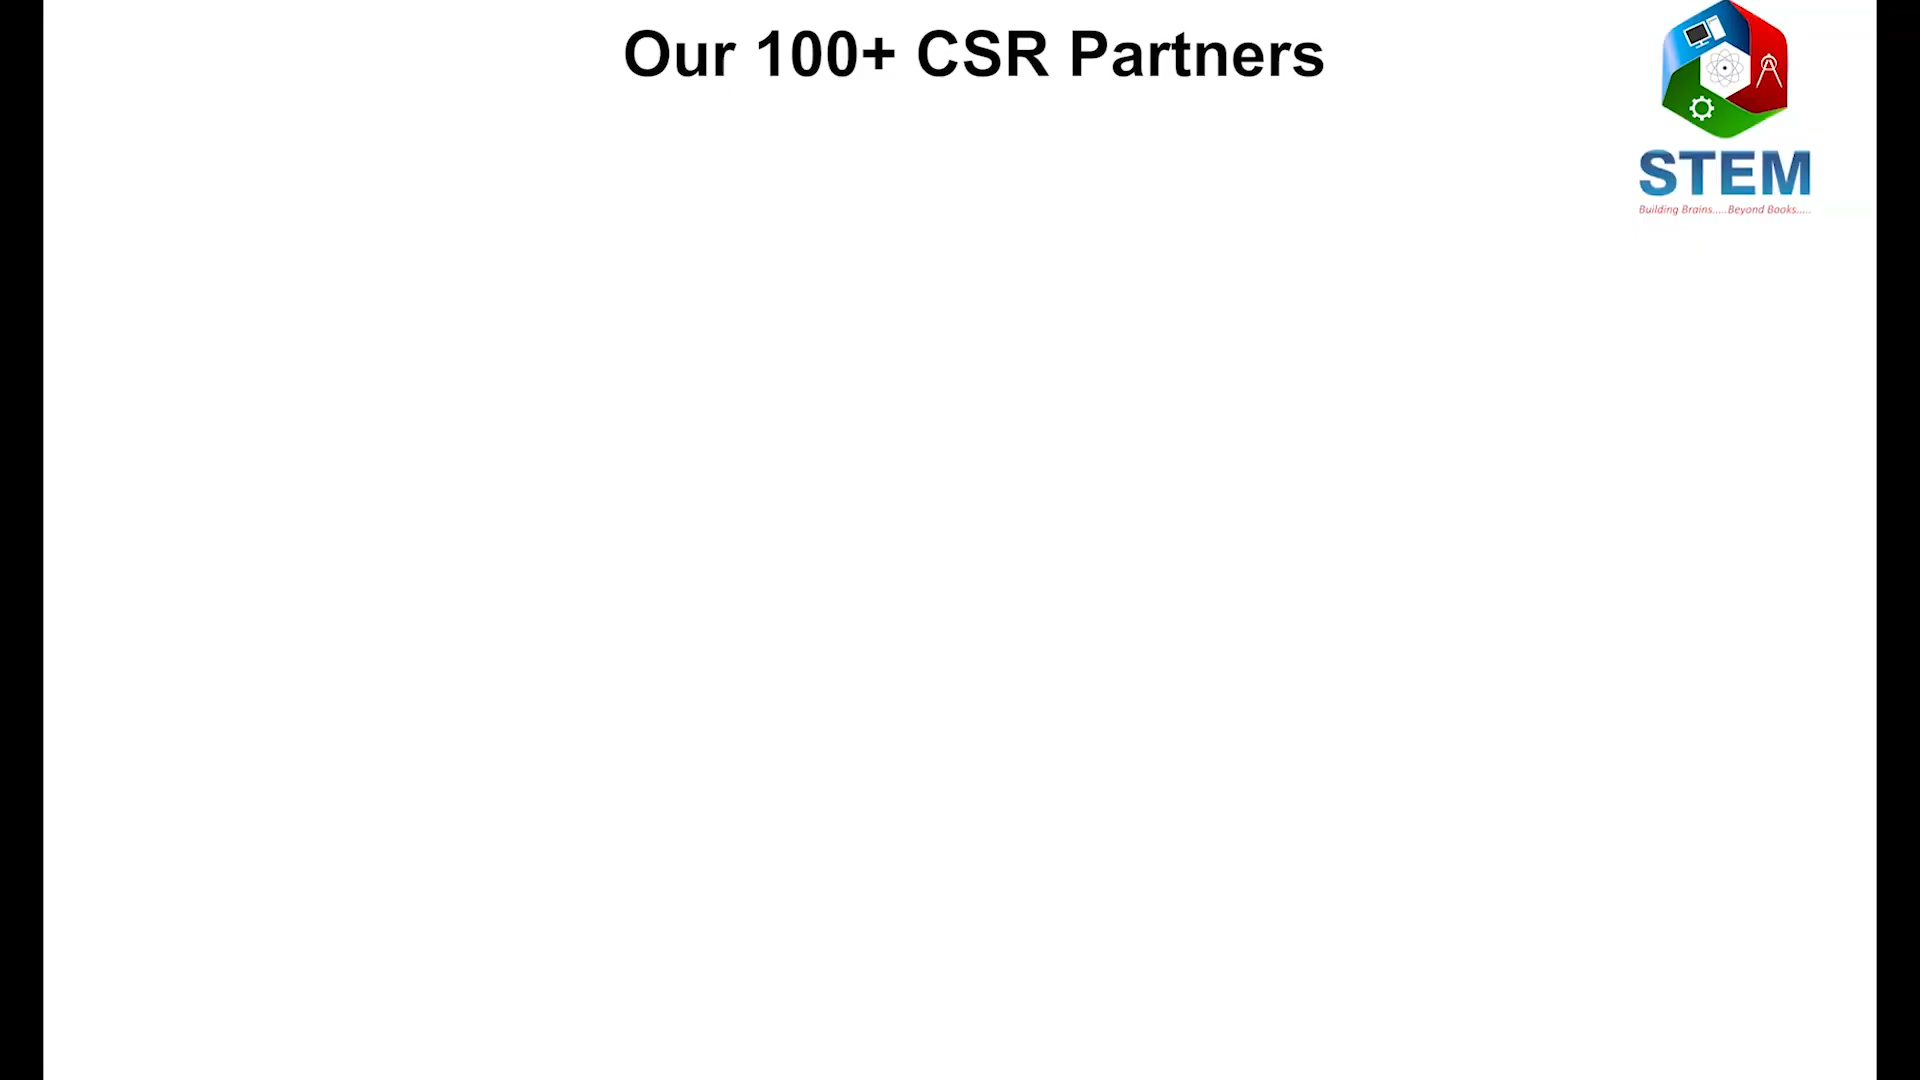 Our 100+ CSR Partners
STEM
Building Brains.....Beyond Books.....